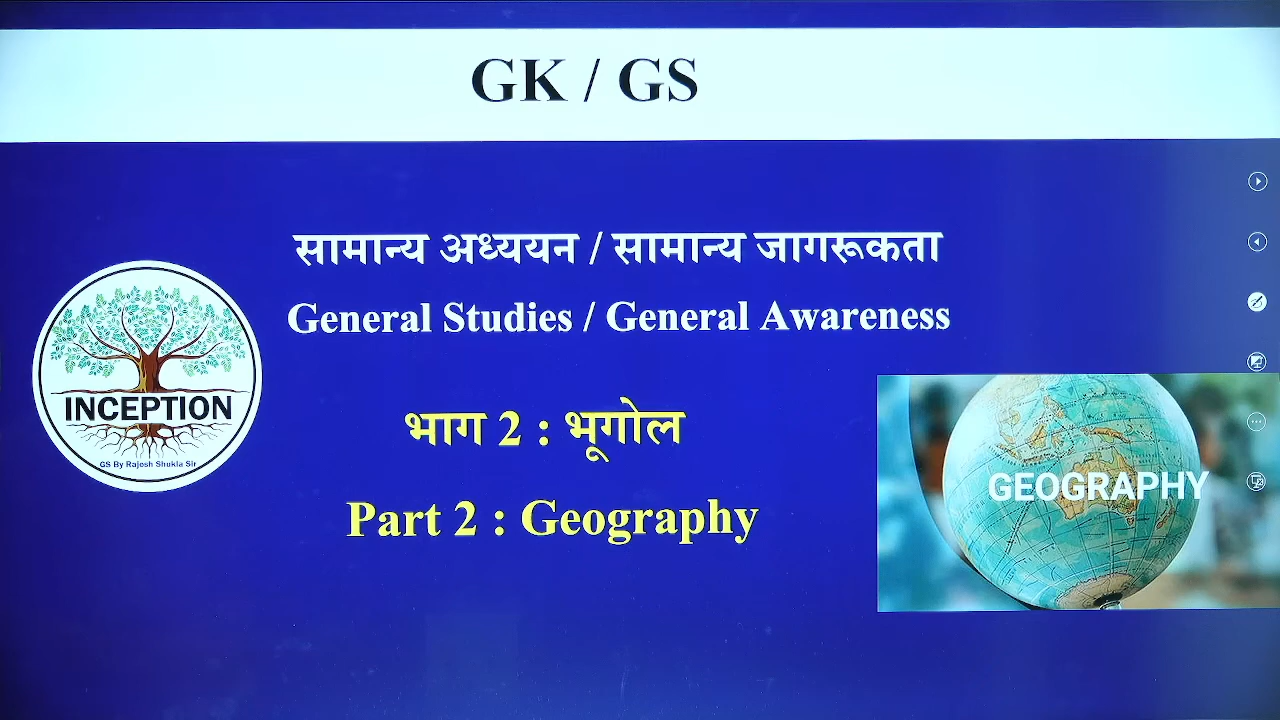 GK / GS
सामान्य अध्ययन / सामान्य जागरूकता
General Studies / General Awareness
INCEPTION
GS By Rajesh Shukla Sir
भाग 2 : भूगोल
Part 2 : Geography
GEOGRAPHY